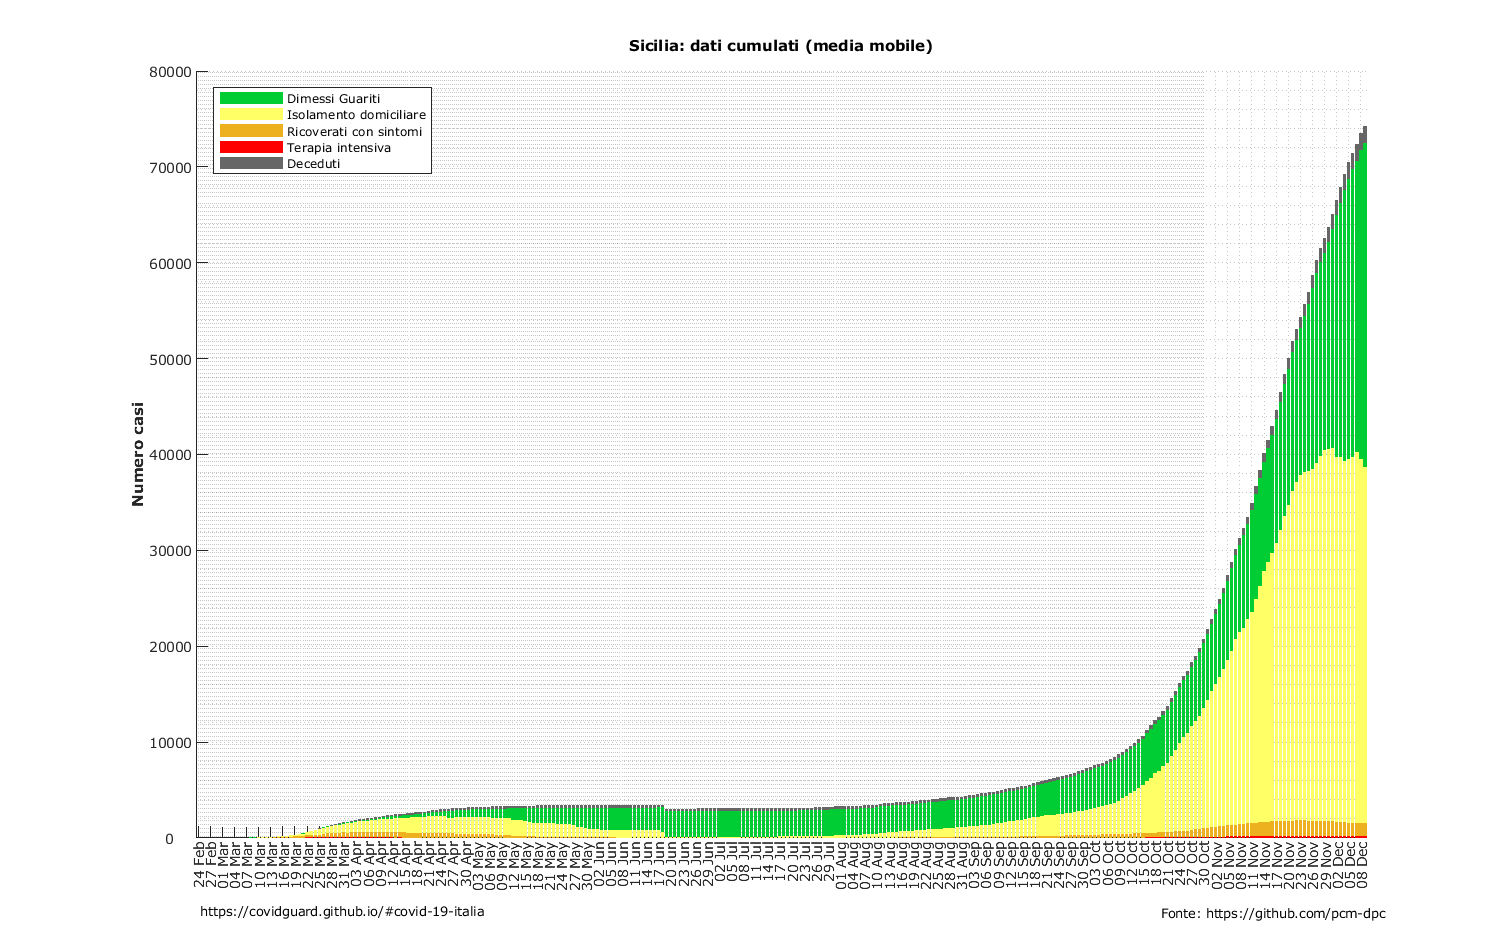 Sicilia: dati cumulati (media mobile)
80000
70000
60000
50000
40000
30000
20000
10000
0
Numero casi
Dimessi Guariti
Isolamento domiciliare
Ricoverati con sintomi
Terapia intensiva
Deceduti
24 Feb
27 Feb
01 Mar
04 Mar
07 Mar
10 Mar
13 Mar
16 Mar
19 Mar
22 Mar
25 Mar
28 Mar
31 Mar
03 Apr
06 Apr
09 Apr
12 Apr
15 Apr
18 Apr
21 Apr
24 Apr
27 Apr
30 Apr
03 May
06 May
09 May
12 May
15 May
18 May
21 May
24 May
27 May
30 May
02 Jun
05 Jun
08 Jun
11 Jun
14 Jun
17 Jun
20 Jun
23 Jun
26 Jun
29 Jun
02 Jul
05 Jul
08 Jul
11 Jul
14 Jul
17 Jul
20 Jul
23 Jul
26 Jul
29 Jul
01 Aug
04 Aug
07 Aug
10 Aug
13 Aug
16 Aug
19 Aug
22 Aug
25 Aug
28 Aug
31 Aug
03 Sep
06 Sep
09 Sep
12 Sep
15 Sep
18 Sep
21 Sep
24 Sep
27 Sep
30 Sep
03 Oct
06 Oct
09 Oct
12 Oct
15 Oct
18 Oct
21 Oct
24 Oct
27 Oct
30 Oct
02 Nov
05 Nov
08 Nov
11 Nov
14 Nov
17 Nov
20 Nov
23 Nov
26 Nov
29 Nov
02 Dec
05 Dec
08 Dec
https://covidguard.github.io/#covid-19-italia
Fonte: https://github.com/pcm-dpc